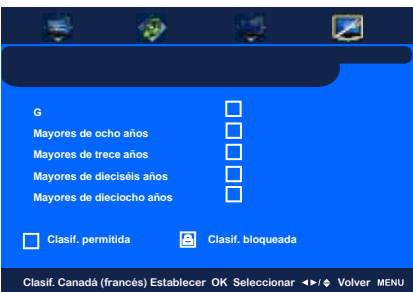 G
Mayores de ocho años
Mayores de trece años
Mayores de dieciséis años
Mayores de dieciocho años
Clasif. permitida Clasif. bloqueada
Clasif. Canadá (francés) Establecer OK Seleccionar ◄►/◆ Volver MENU